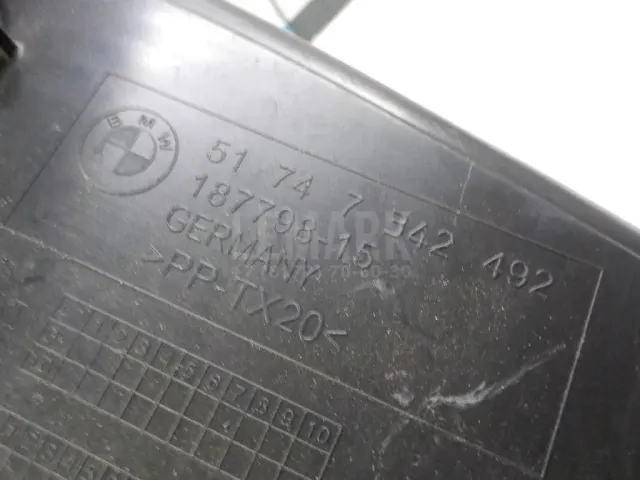 BMW
51 74 7 342 492
187798-15
GERMANY
>PP-TX20<
1 2 3 4 5 6 7 8 9 10